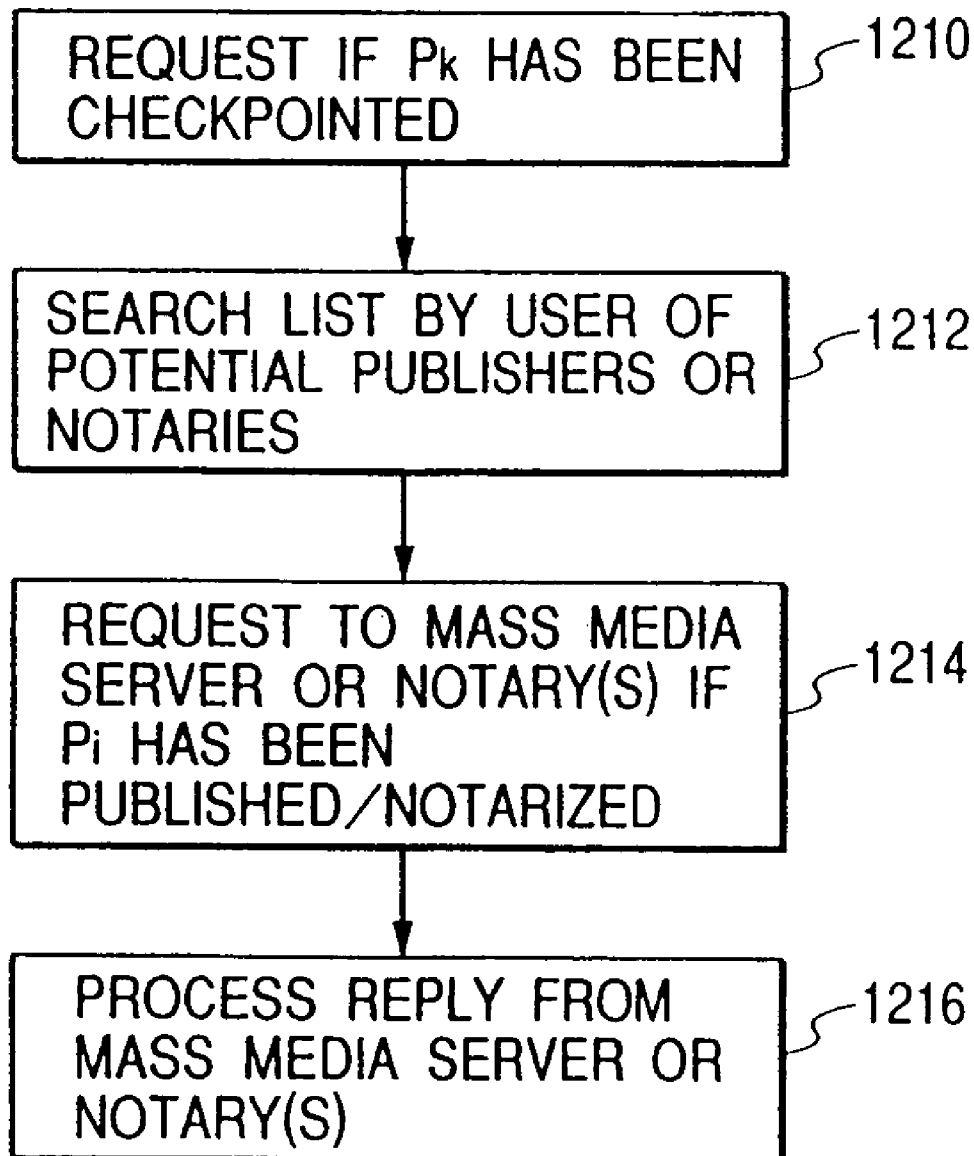 REQUEST IF Pk HAS BEEN
CHECKPOINTED
1210
SEARCH LIST BY USER OF
POTENTIAL PUBLISHERS OR
NOTARIES
1212
REQUEST TO MASS MEDIA
SERVER OR NOTARY(S) IF
Pi HAS BEEN
PUBLISHED/NOTARIZED
1214
PROCESS REPLY FROM
MASS MEDIA SERVER OR
NOTARY(S)
1216